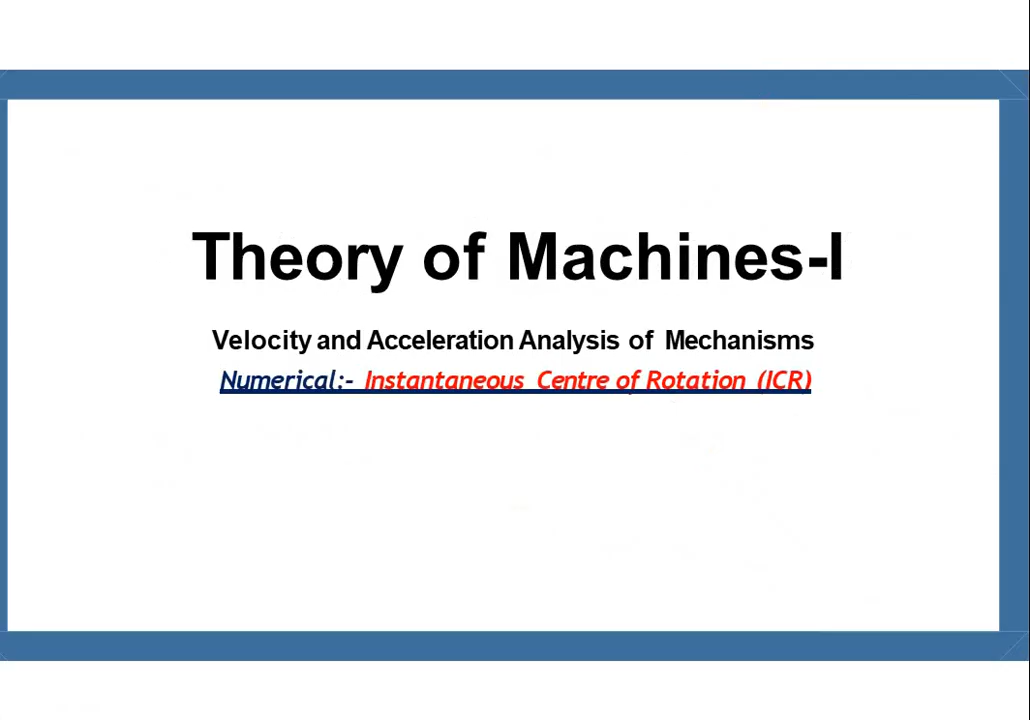 Theory of Machines-I
Velocity and Acceleration Analysis of Mechanisms
Numerical:- Instantaneous Centre of Rotation (ICR)